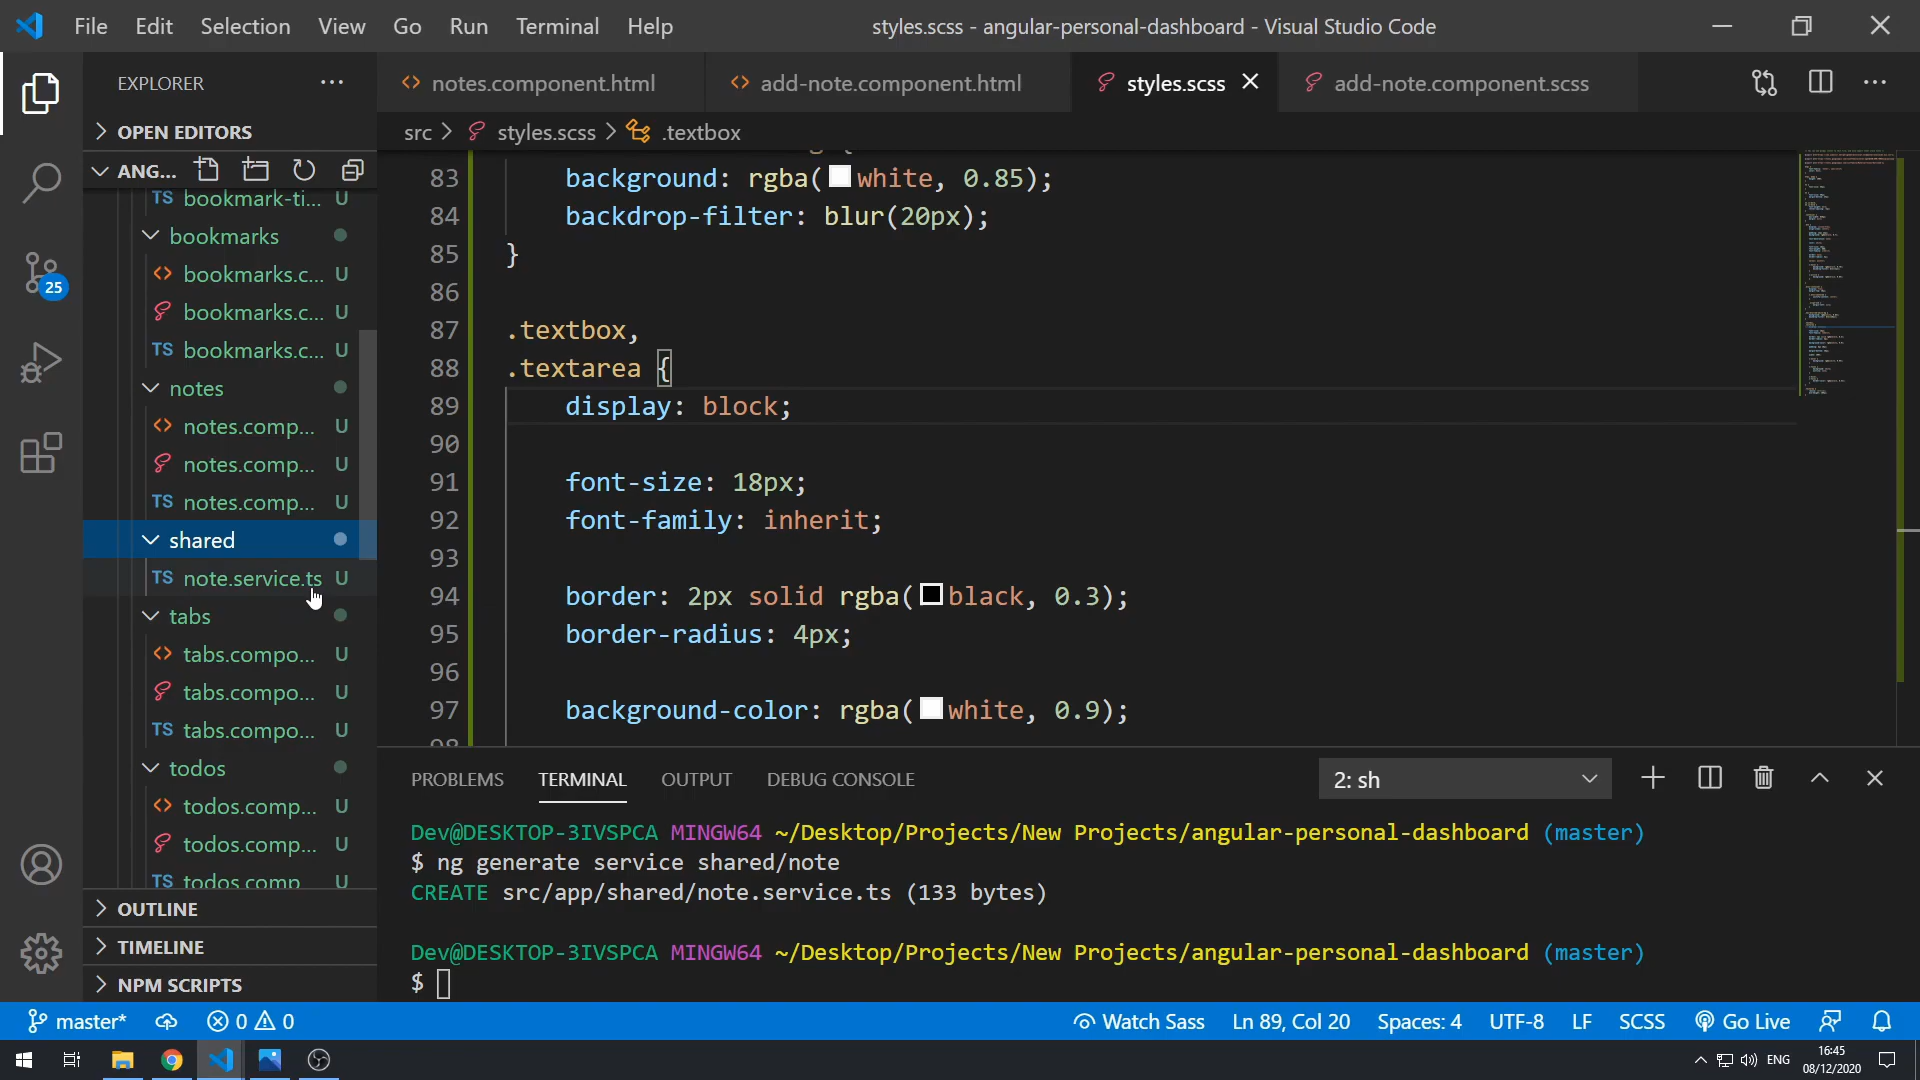 File Edit Selection View Go Run Terminal Help
styles.scss - angular-personal-dashboard - Visual Studio Code
EXPLORER
OPEN EDITORS
ANG...
bookmark-ti... U
bookmarks
bookmarks.c... U
bookmarks.c... U
TS bookmarks.c... U
notes
notes.comp... U
notes.comp... U
TS notes.comp... U
shared
TS note.service.ts U
tabs
tabs.compo... U
tabs.compo... U
TS tabs.compo... U
todos
todos.comp... U
todos.comp... U
TS todos.comp U
OUTLINE
TIMELINE
NPM SCRIPTS
25
notes.component.html
add-note.component.html
styles.scss
add-note.component.scss
src > styles.scss > .textbox
83 background: rgba(white, 0.85);
84 backdrop-filter: blur(20px);
85 }
86
87 .textbox,
88 .textarea {
89 display: block;
90
91 font-size: 18px;
92 font-family: inherit;
93
94 border: 2px solid rgba(black, 0.3);
95 border-radius: 4px;
96
97 background-color: rgba(white, 0.9);
98
PROBLEMS TERMINAL OUTPUT DEBUG CONSOLE
2: sh
Dev@DESKTOP-3IVSPCA MINGW64 ~/Desktop/Projects/New Projects/angular-personal-dashboard (master)
$ ng generate service shared/note
CREATE src/app/shared/note.service.ts (133 bytes)
Dev@DESKTOP-3IVSPCA MINGW64 ~/Desktop/Projects/New Projects/angular-personal-dashboard (master)
$
master* 0 0
Watch Sass Ln 89, Col 20 Spaces: 4 UTF-8 LF SCSS Go Live
ENG
16:45
08/12/2020